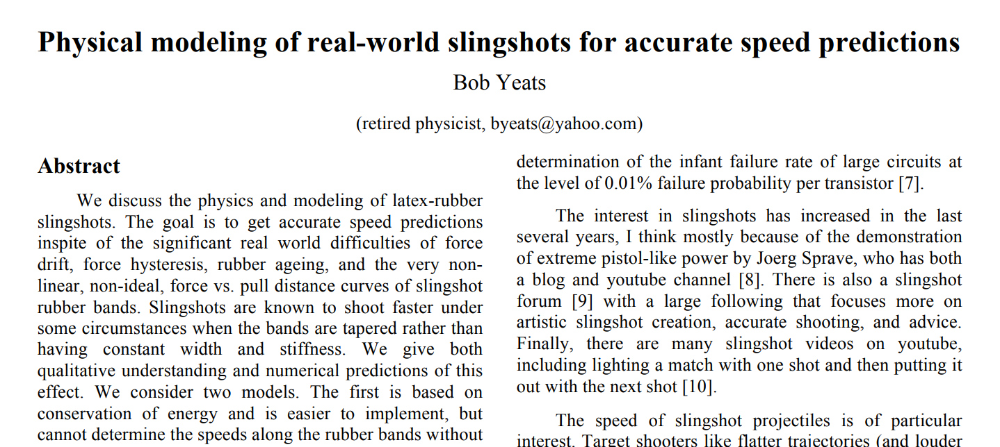 Physical modeling of real-world slingshots for accurate speed predictions
Bob Yeats
(retired physicist, byeats@yahoo.com)
Abstract
We discuss the physics and modeling of latex-rubber
slingshots. The goal is to get accurate speed predictions
inspite of the significant real world difficulties of force
drift, force hysteresis, rubber ageing, and the very non-
linear, non-ideal, force vs. pull distance curves of slingshot
rubber bands. Slingshots are known to shoot faster under
some circumstances when the bands are tapered rather than
having constant width and stiffness. We give both
qualitative understanding and numerical predictions of this
effect. We consider two models. The first is based on
conservation of energy and is easier to implement, but
cannot determine the speeds along the rubber bands without
determination of the infant failure rate of large circuits at
the level of 0.01% failure probability per transistor [7].
The interest in slingshots has increased in the last
several years, I think mostly because of the demonstration
of extreme pistol-like power by Joerg Sprave, who has both
a blog and youtube channel [8]. There is also a slingshot
forum [9] with a large following that focuses more on
artistic slingshot creation, accurate shooting, and advice.
Finally, there are many slingshot videos on youtube,
including lighting a match with one shot and then putting it
out with the next shot [10].
The speed of slingshot projectiles is of particular
interest. Target shooters like flatter trajectories (and louder